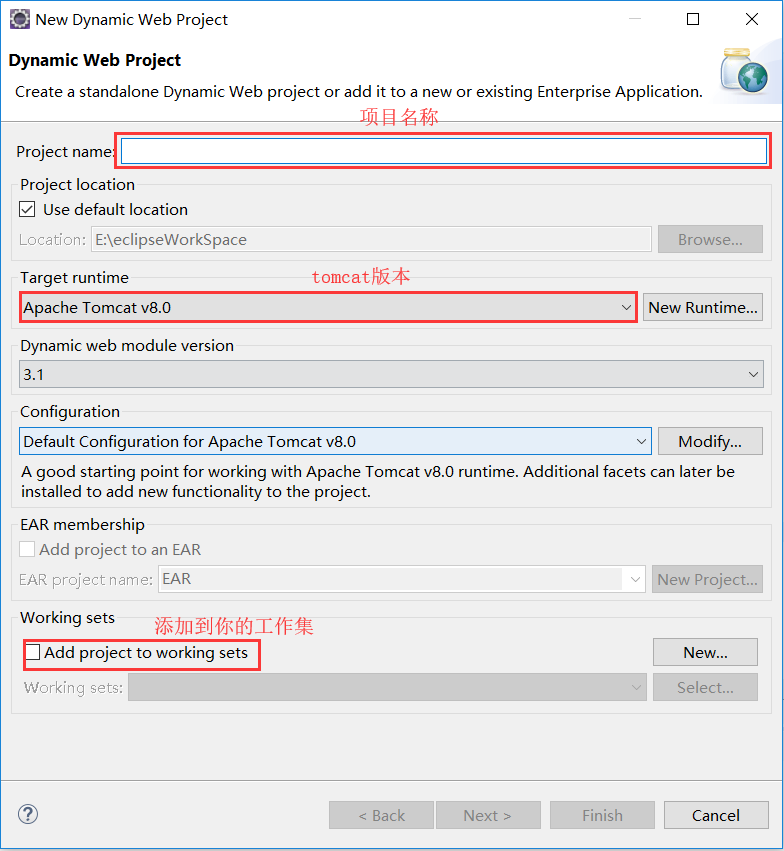 New Dynamic Web Project
Dynamic Web Project
Create a standalone Dynamic Web project or add it to a new or existing Enterprise Application.
项目名称
Project name:
Project location
Use default location
Location: E:\eclipseWorkSpace Browse...
Target runtime
tomcat版本
Apache Tomcat v8.0 New Runtime...
Dynamic web module version
3.1
Configuration
Default Configuration for Apache Tomcat v8.0 Modify...
A good starting point for working with Apache Tomcat v8.0 runtime. Additional facets can later be
installed to add new functionality to the project.
EAR membership
Add project to an EAR
EAR project name: EAR New Project...
Working sets
添加到你的工作集
Add project to working sets New...
Working sets: Select...
? < Back Next > Finish Cancel